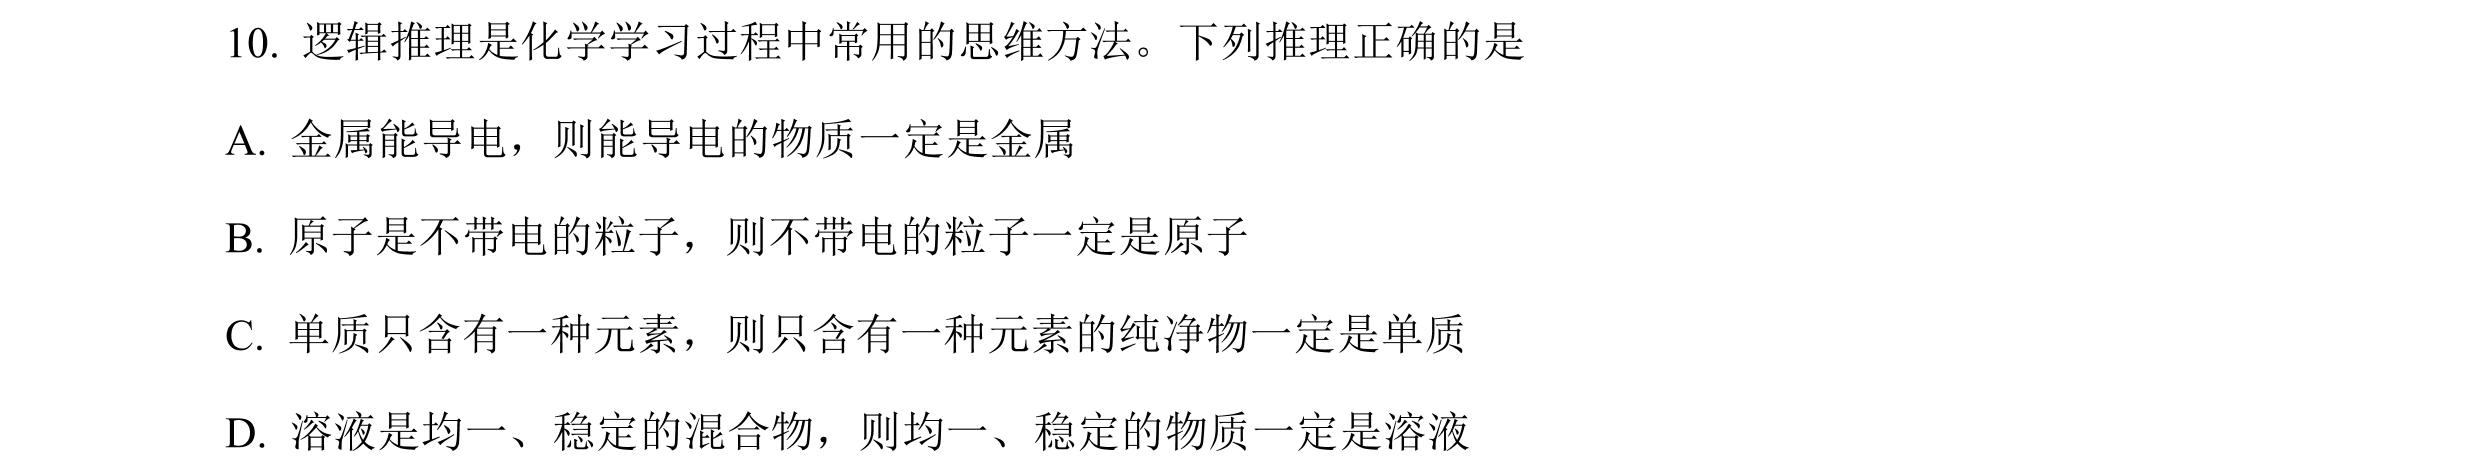 10. 逻辑推理是化学学习过程中常用的思维方法。下列推理正确的是
A. 金属能导电，则能导电的物质一定是金属
B. 原子是不带电的粒子，则不带电的粒子一定是原子
C. 单质只含有一种元素，则只含有一种元素的纯净物一定是单质
D. 溶液是均一、稳定的混合物，则均一、稳定的物质一定是溶液